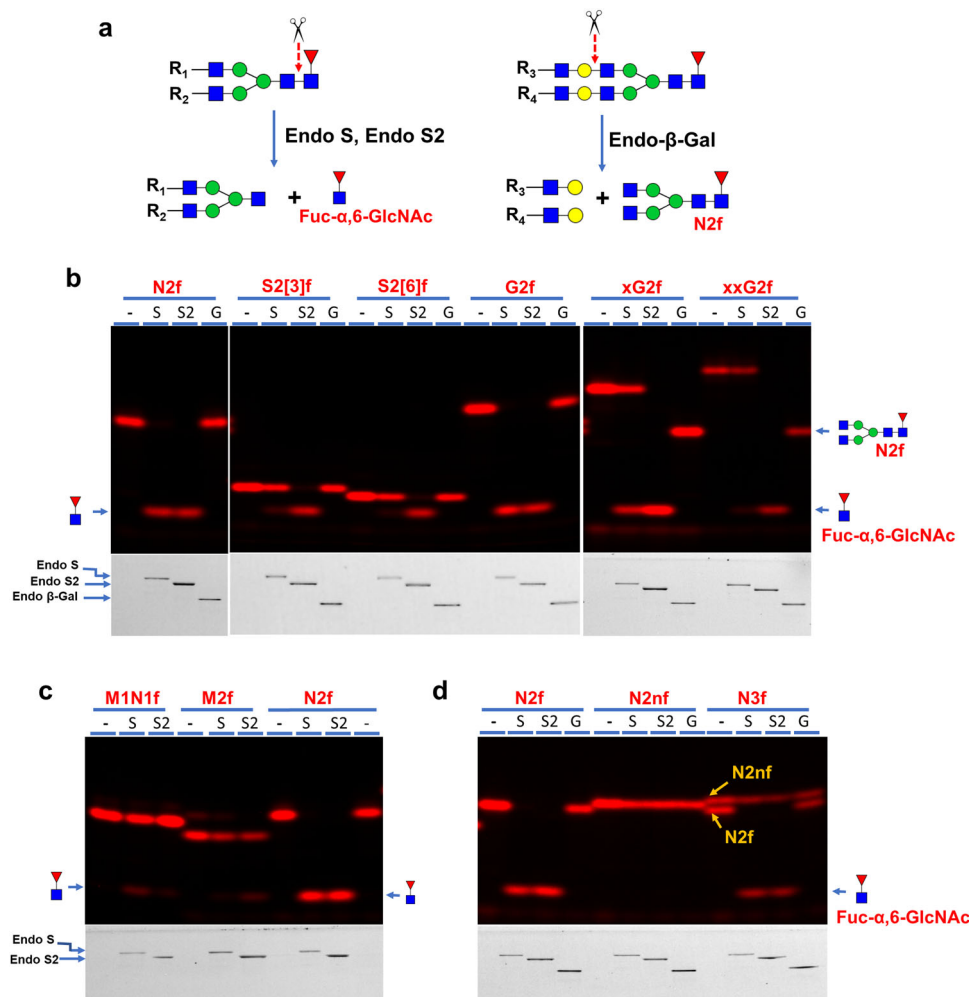 a
R1
R2
Endo S, Endo S2
R1
R2
+
Fuc-α,6-GlcNAc
R3
R4
Endo-β-Gal
R3
R4
+
N2f
b
N2f S2[3]f S2[6]f G2f xG2f xxG2f
- S S2 G - S S2 G - S S2 G - S S2 G - S S2 G - S S2 G
N2f
Fuc-α,6-GlcNAc
Endo S
Endo S2
Endo β-Gal
c
M1N1f M2f N2f
- S S2 - S S2 - S S2 -
Endo S
Endo S2
d
N2f N2nf N3f
- S S2 G - S S2 G - S S2 G
N2nf
N2f
Fuc-α,6-GlcNAc